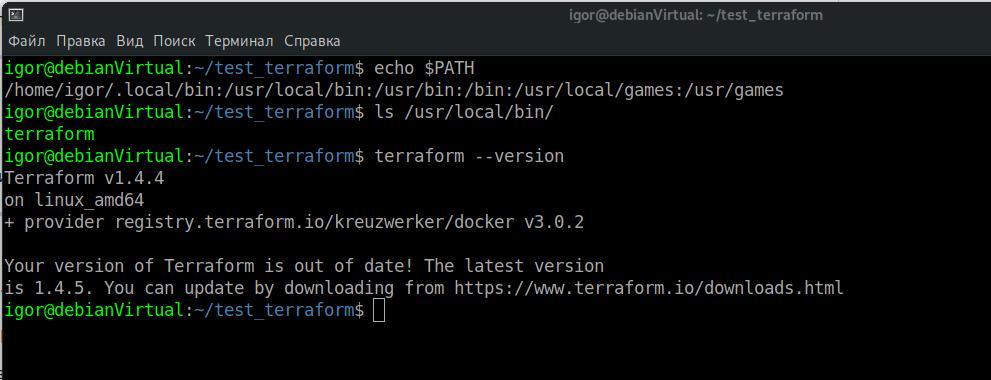 igor@debianVirtual: ~/test_terraform
Файл Правка Вид Поиск Терминал Справка
igor@debianVirtual:~/test_terraform$ echo $PATH
/home/igor/.local/bin:/usr/local/bin:/usr/bin:/bin:/usr/local/games:/usr/games
igor@debianVirtual:~/test_terraform$ ls /usr/local/bin/
terraform
igor@debianVirtual:~/test_terraform$ terraform --version
Terraform v1.4.4
on linux_amd64
+ provider registry.terraform.io/kreuzwerker/docker v3.0.2
Your version of Terraform is out of date! The latest version
is 1.4.5. You can update by downloading from https://www.terraform.io/downloads.html
igor@debianVirtual:~/test_terraform$